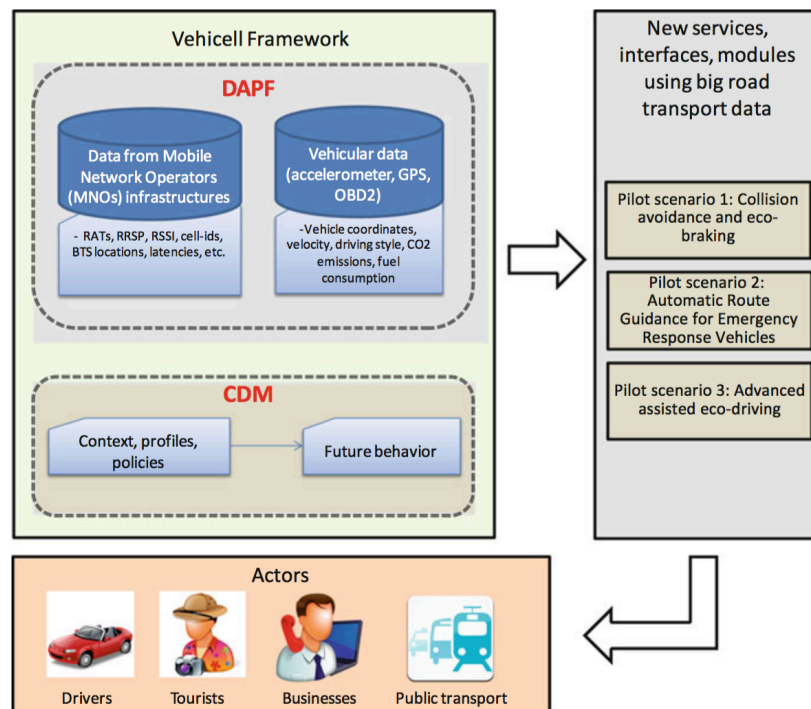 Vehicell Framework
DAPF
Data from Mobile
Network Operators
(MNOs) infrastructures
- RATs, RRSP, RSSI, cell-ids,
BTS locations, latencies, etc.
Vehicular data
(accelerometer, GPS,
OBD2)
-Vehicle coordinates,
velocity, driving style, CO2
emissions, fuel
consumption
CDM
Context, profiles,
policies
Future behavior
New services,
interfaces, modules
using big road
transport data
Pilot scenario 1: Collision
avoidance and eco-
braking
Pilot scenario 2:
Automatic Route
Guidance for Emergency
Response Vehicles
Pilot scenario 3: Advanced
assisted eco-driving
Actors
Drivers
Tourists
Businesses
Public transport